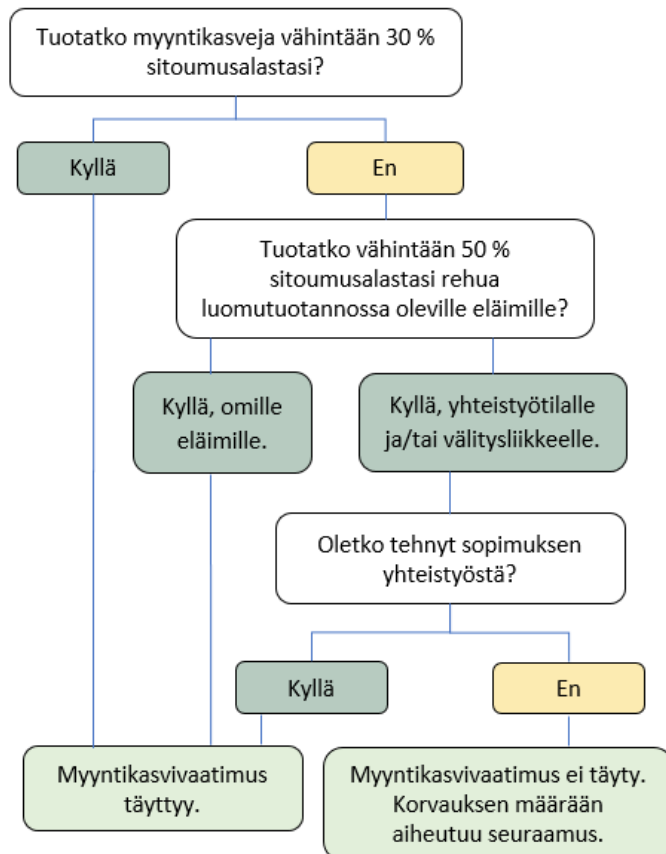 Tuotatko myyntikasveja vähintään 30 %
sitoumusalastasi?
Kyllä
En
Tuotatko vähintään 50 %
sitoumusalastasi rehua
luomutuotannossa oleville eläimille?
Kyllä, omille
eläimille.
Kyllä, yhteistyötilalle
ja/tai välitysliikkeelle.
Oletko tehnyt sopimuksen
yhteistyöstä?
Kyllä
En
Myyntikasvivaatimus
täyttyy.
Myyntikasvivaatimus ei täyty.
Korvauksen määrään
aiheutuu seuraamus.